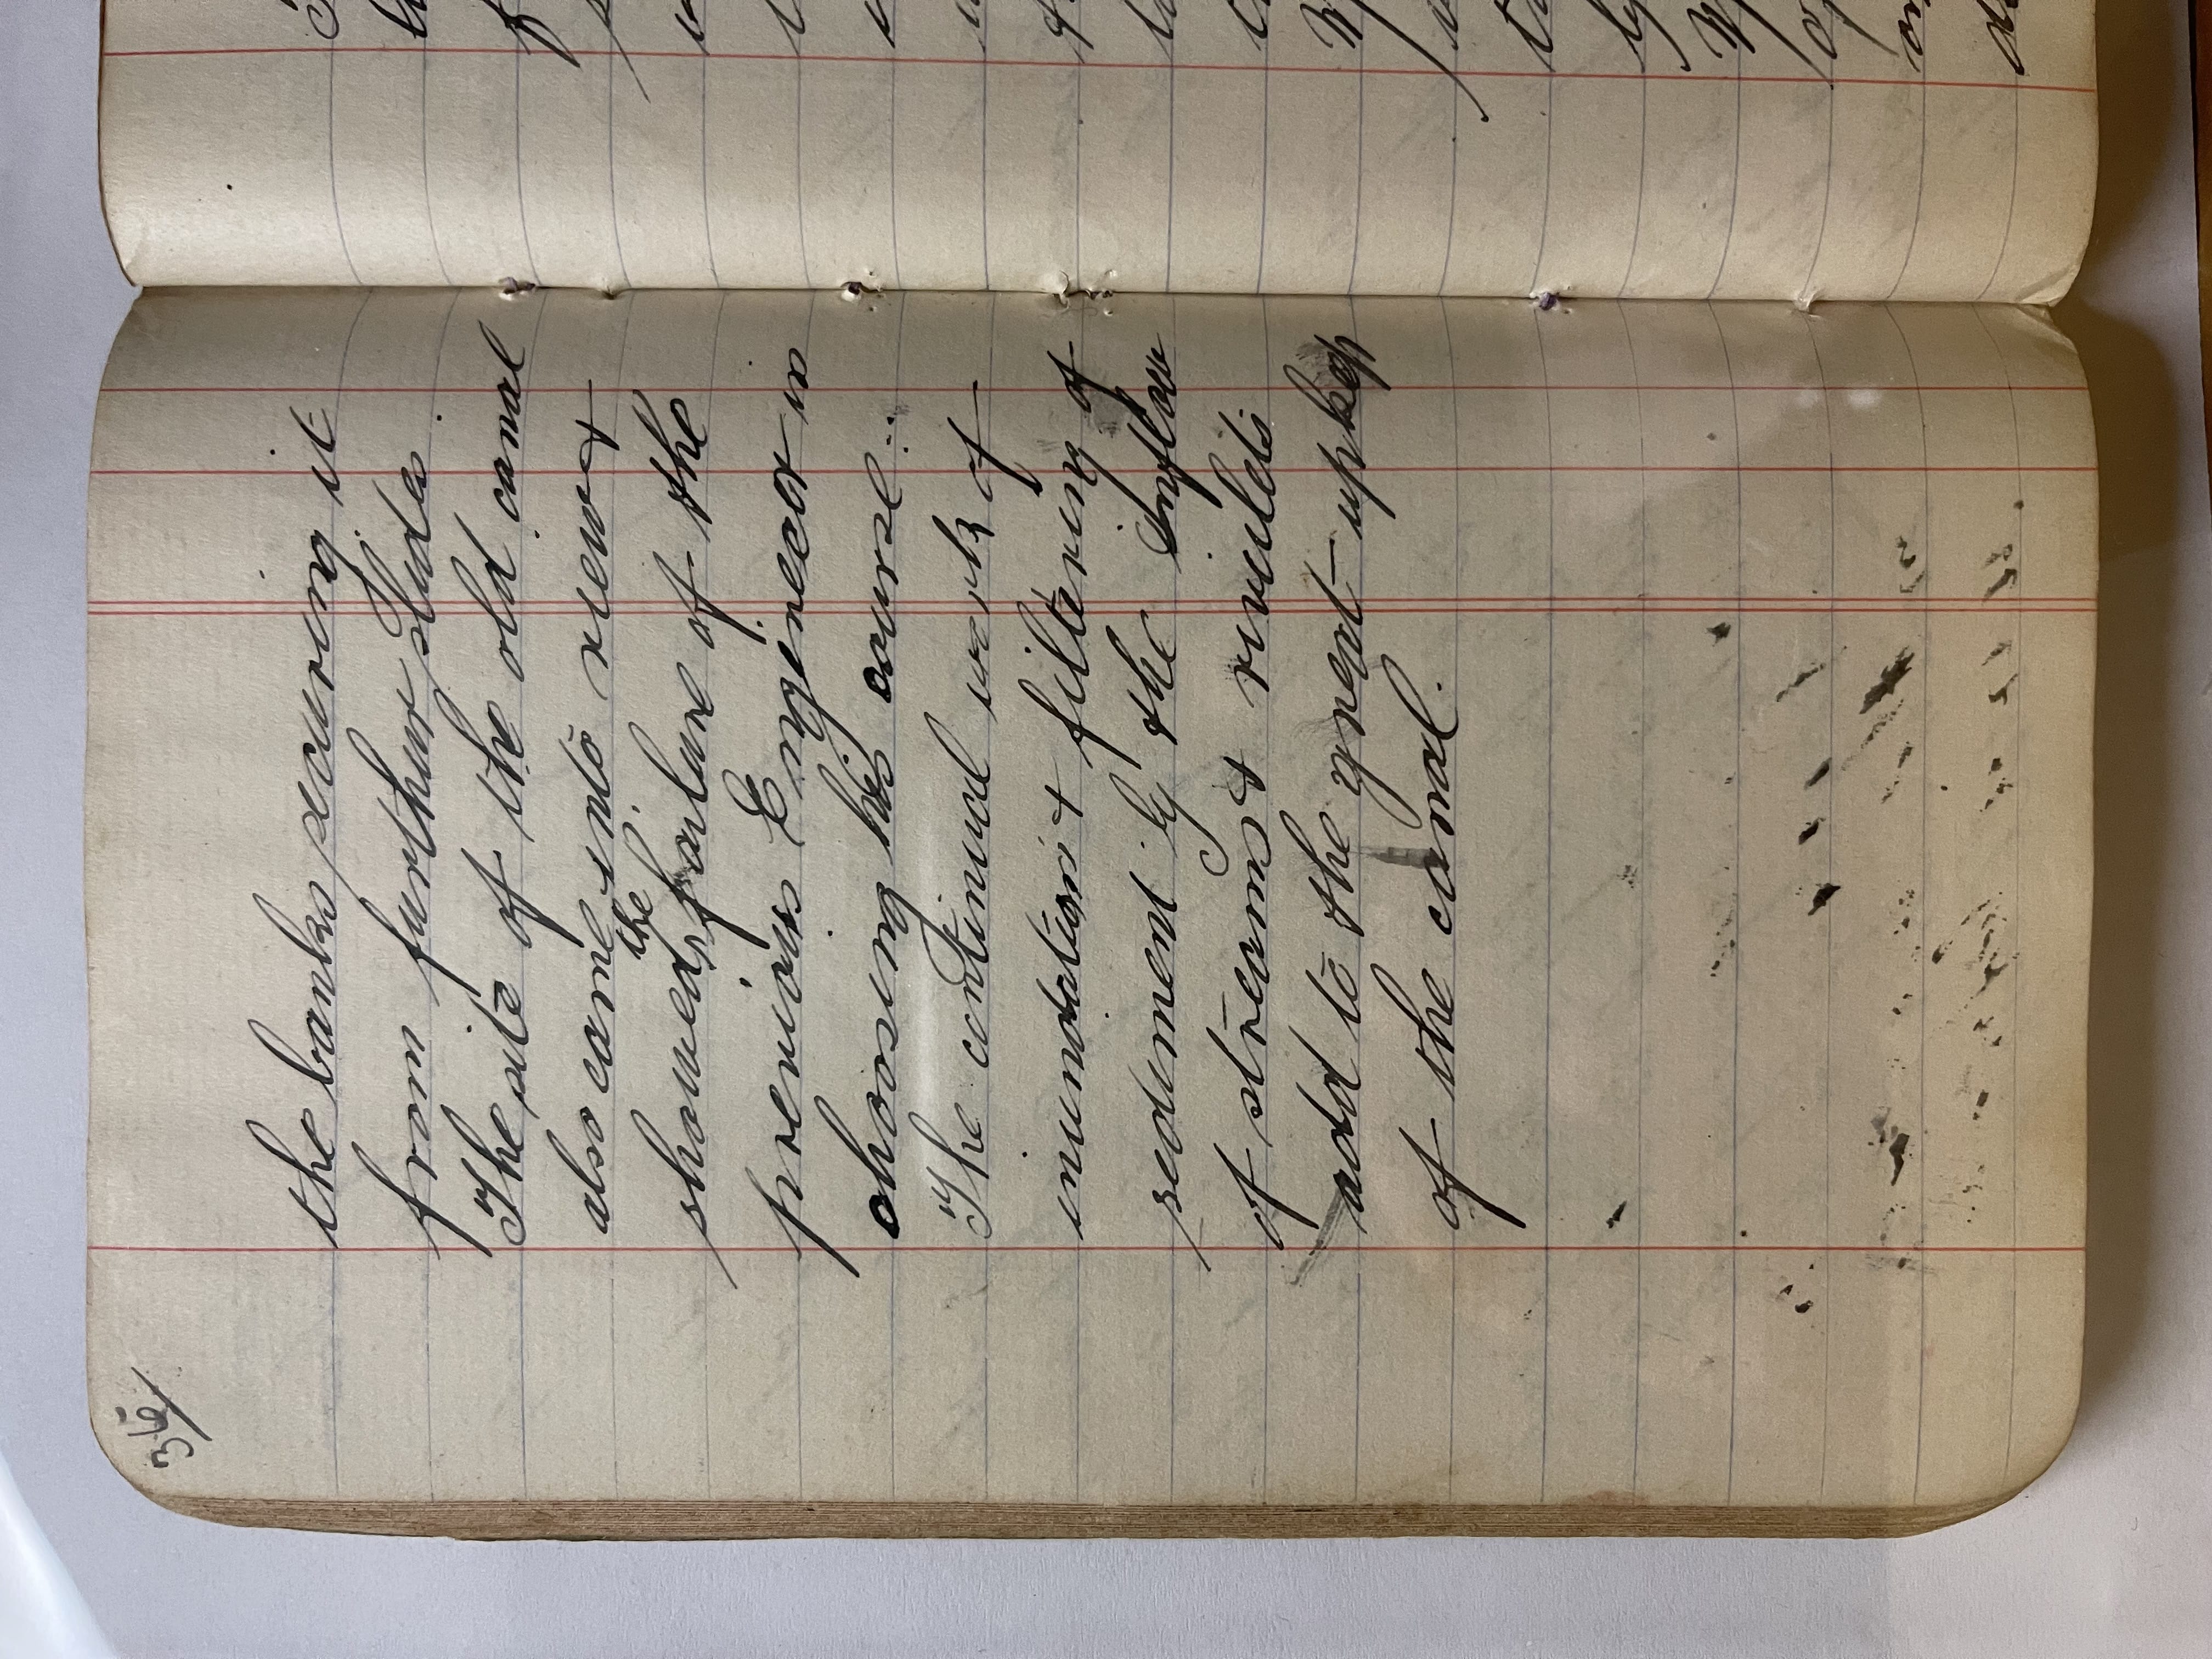 36
the banks securing it
from further slides.
The site of the old canal
also came into view +
showed the failure of the
previous Engineer in
choosing his course..
The continual work of
inundation + filtering of
sediment by the inflow
of streams + rivulets
add to the great upkep
of the canal.